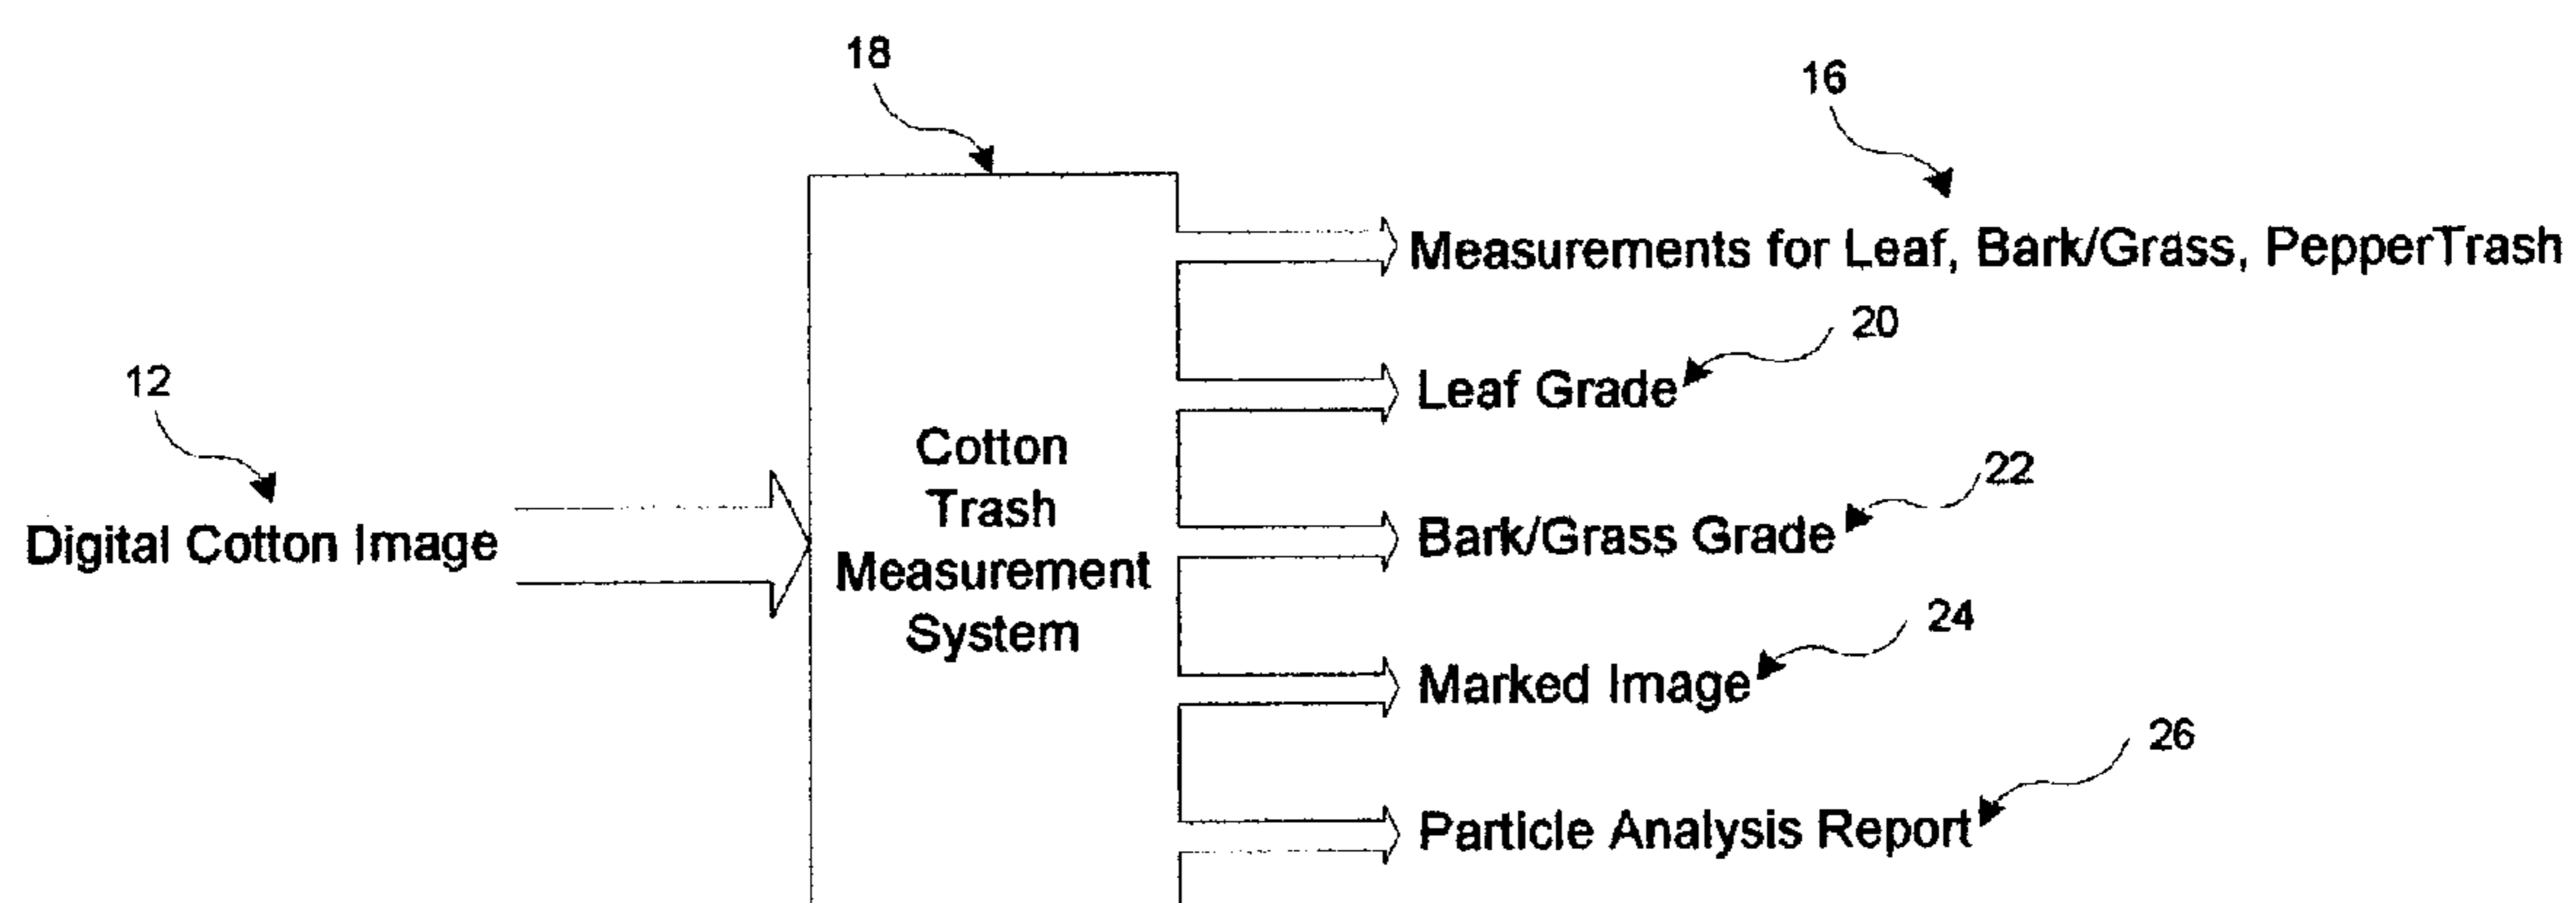 18
16
Measurements for Leaf, Bark/Grass, PepperTrash
20
12
Leaf Grade
Cotton
Trash
Measurement
System
22
Digital Cotton Image
Bark/Grass Grade
24
Marked Image
26
Particle Analysis Report